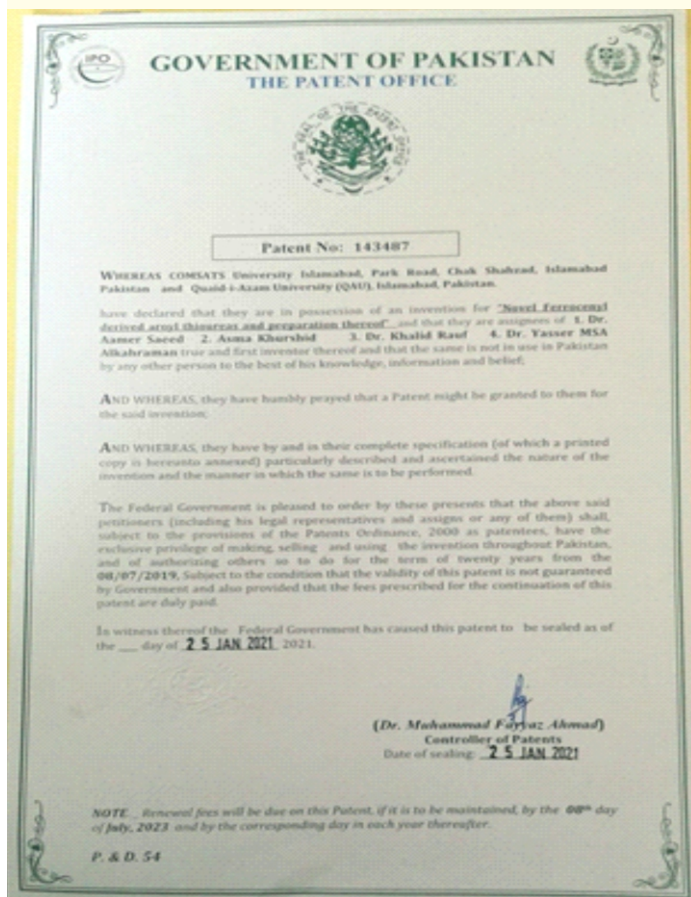 IPO
GOVERNMENT OF PAKISTAN
THE PATENT OFFICE
THE SEAL OF THE PATENT OFFICE
Patent No: 143487
WHEREAS COMSATS University Islamabad, Park Road, Chak Shahzad, Islamabad
Pakistan and Quaid-i-Azam University (QAU), Islamabad, Pakistan.
have declared that they are in possession of an invention for "Novel Ferrocenyl
derived aroyl thioureas and preparation thereof" and that they are assignees of 1. Dr.
Aamer Saeed 2. Asma Khurshid 3. Dr. Khalid Rauf 4. Dr. Yasser MSA
Alkahraman true and first inventor thereof and that the same is not in use in Pakistan
by any other person to the best of his knowledge, information and belief;
AND WHEREAS, they have humbly prayed that a Patent might be granted to them for
the said invention;
AND WHEREAS, they have by and in their complete specification (of which a printed
copy is hereunto annexed) particularly described and ascertained the nature of the
invention and the manner in which the same is to be performed.
The Federal Government is pleased to order by these presents that the above said
petitioners (including his legal representatives and assigns or any of them) shall,
subject to the provisions of the Patents Ordinance, 2000 as patentees, have the
exclusive privilege of making, selling and using the invention throughout Pakistan,
and of authorizing others so to do for the term of twenty years from the
08/07/2019, Subject to the condition that the validity of this patent is not guaranteed
by Government and also provided that the fees prescribed for the continuation of this
patent are duly paid.
In witness thereof the Federal Government has caused this patent to be sealed as of
the ___ day of 25 JAN 2021 2021.
(Dr. Muhammad Fayyaz Ahmad)
Controller of Patents
Date of sealing: 25 JAN 2021
NOTE _ Renewal fees will be due on this Patent, if it is to be maintained, by the 08th day
of July, 2023 and by the corresponding day in each year thereafter.
P. & D. 54